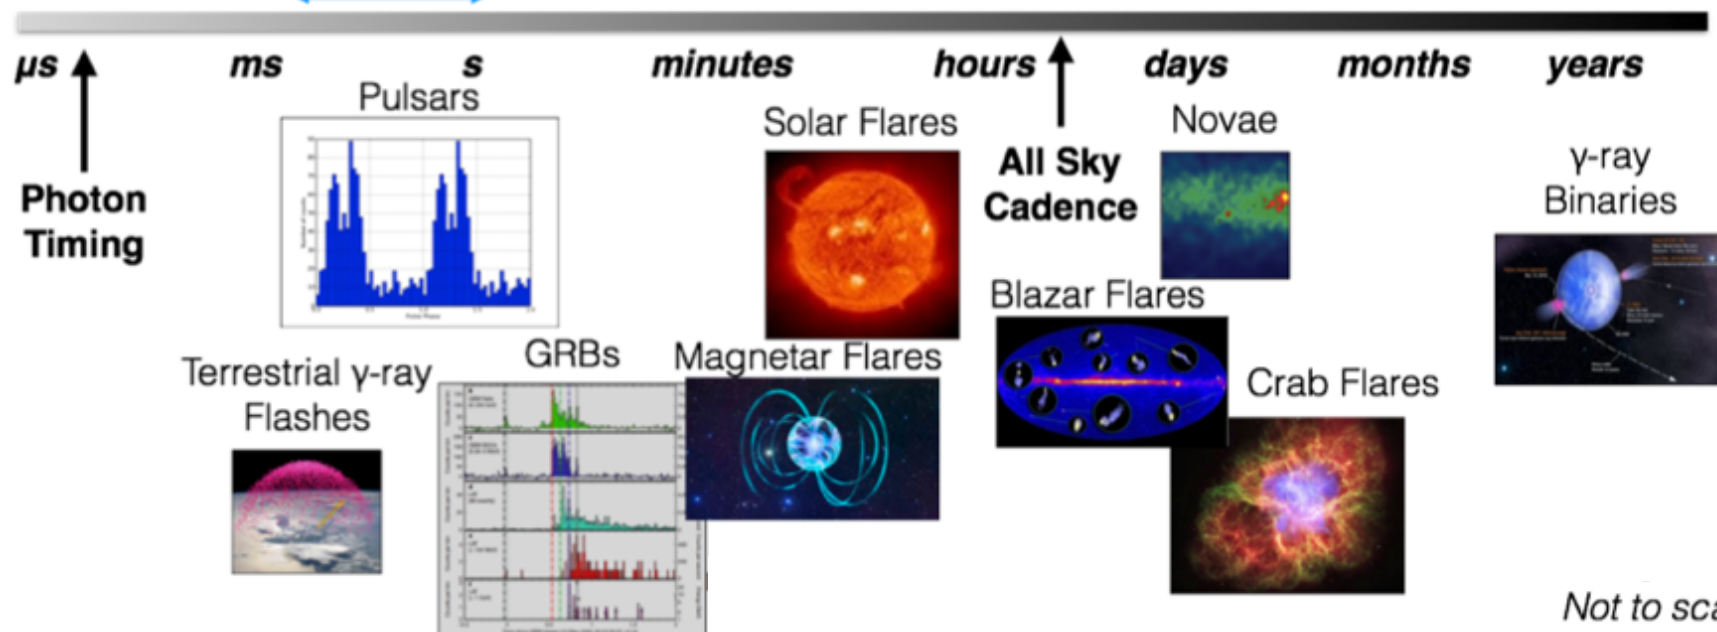 μs ms s minutes hours days months years
Photon
Timing
Pulsars
Solar Flares
All Sky
Cadence
Novae
γ-ray
Binaries
Terrestrial γ-ray
Flashes
GRBs
Magnetar Flares
Blazar Flares
Crab Flares
Not to sca